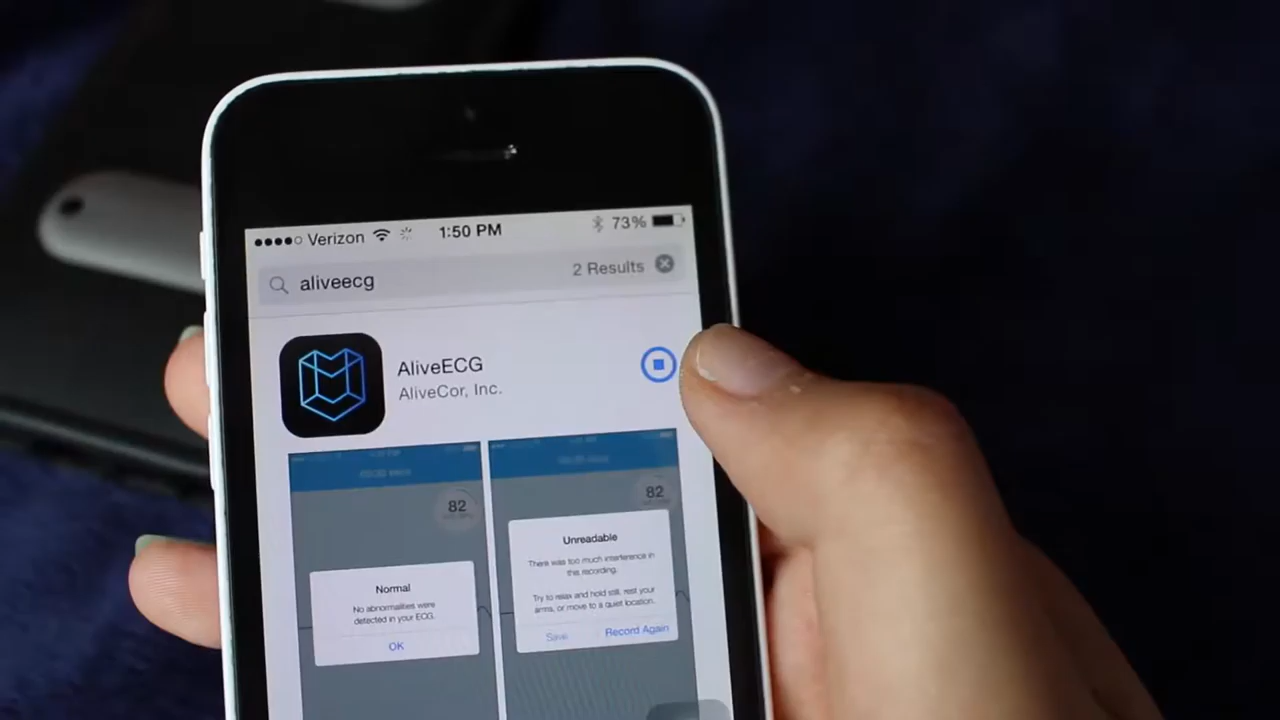 Verizon 1:50 PM 73%
aliveecg 2 Results
AliveECG
AliveCor, Inc.
82
Normal
No abnormalities were
detected in your ECG.
OK
82
Unreadable
There was too much interference in
this recording.
Try to relax and hold still, rest your
arms, or move to a quiet location.
Save Record Again